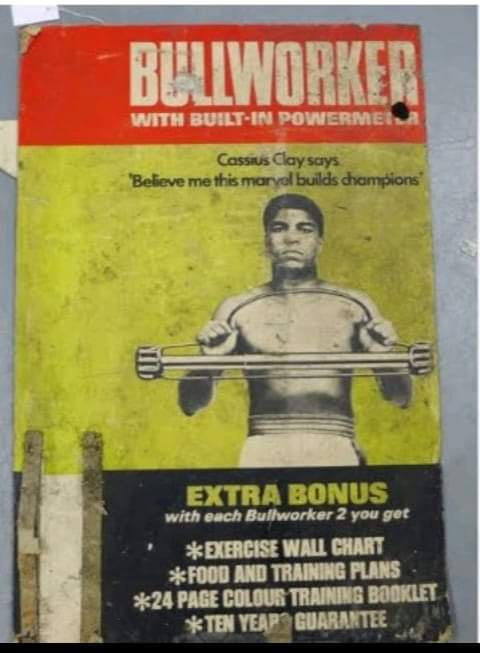 BULLWORKER
WITH BUILT-IN POWERMETER
Cassius Clay says
'Believe me this marvel builds champions'
EXTRA BONUS
with each Bullworker 2 you get
*EXERCISE WALL CHART
*FOOD AND TRAINING PLANS
*24 PAGE COLOUR TRAINING BOOKLET
*TEN YEAR GUARANTEE